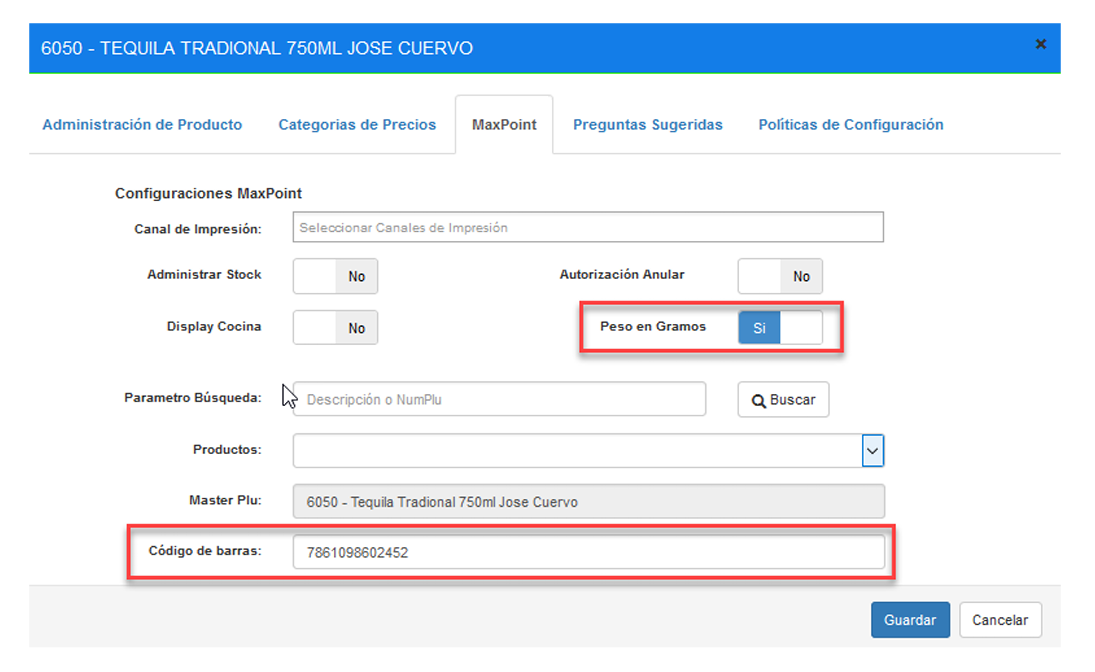 6050 - TEQUILA TRADIONAL 750ML JOSE CUERVO ×
Administración de Producto Categorias de Precios MaxPoint Preguntas Sugeridas Políticas de Configuración
Configuraciones MaxPoint
Canal de Impresión: Seleccionar Canales de Impresión
Administrar Stock No Autorización Anular No
Display Cocina No Peso en Gramos Si
Parametro Búsqueda: Descripción o NumPlu Buscar
Productos:
Master Plu: 6050 - Tequila Tradional 750ml Jose Cuervo
Código de barras: 7861098602452
Guardar Cancelar